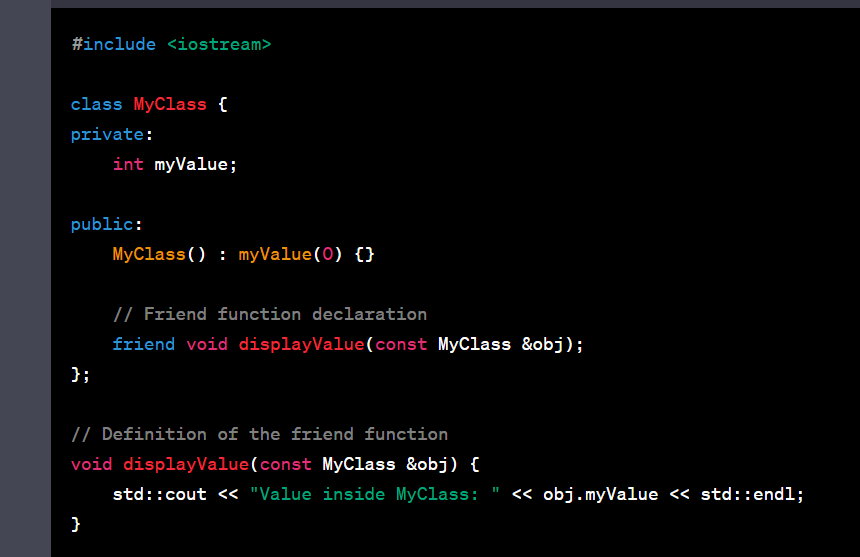 #include <iostream>
class MyClass {
private:
    int myValue;
public:
    MyClass() : myValue(0) {}
    // Friend function declaration
    friend void displayValue(const MyClass &obj);
};
// Definition of the friend function
void displayValue(const MyClass &obj) {
    std::cout << "Value inside MyClass: " << obj.myValue << std::endl;
}